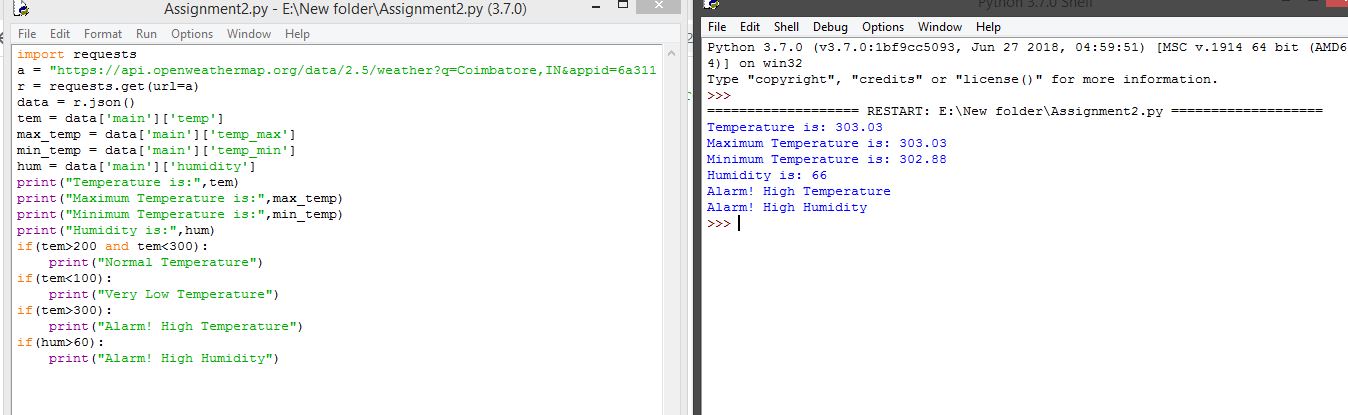 Assignment2.py - E:\New folder\Assignment2.py (3.7.0)
File Edit Format Run Options Window Help
import requests
a = "https://api.openweathermap.org/data/2.5/weather?q=Coimbatore,IN&appid=6a311
r = requests.get(url=a)
data = r.json()
tem = data['main']['temp']
max_temp = data['main']['temp_max']
min_temp = data['main']['temp_min']
hum = data['main']['humidity']
print("Temperature is:",tem)
print("Maximum Temperature is:",max_temp)
print("Minimum Temperature is:",min_temp)
print("Humidity is:",hum)
if(tem>200 and tem<300):
    print("Normal Temperature")
if(tem<100):
    print("Very Low Temperature")
if(tem>300):
    print("Alarm! High Temperature")
if(hum>60):
    print("Alarm! High Humidity")
Python 3.7.0 Shell
File Edit Shell Debug Options Window Help
Python 3.7.0 (v3.7.0:1bf9cc5093, Jun 27 2018, 04:59:51) [MSC v.1914 64 bit (AMD6
4)] on win32
Type "copyright", "credits" or "license()" for more information.
>>>
=================== RESTART: E:\New folder\Assignment2.py ===================
Temperature is: 303.03
Maximum Temperature is: 303.03
Minimum Temperature is: 302.88
Humidity is: 66
Alarm! High Temperature
Alarm! High Humidity
>>>